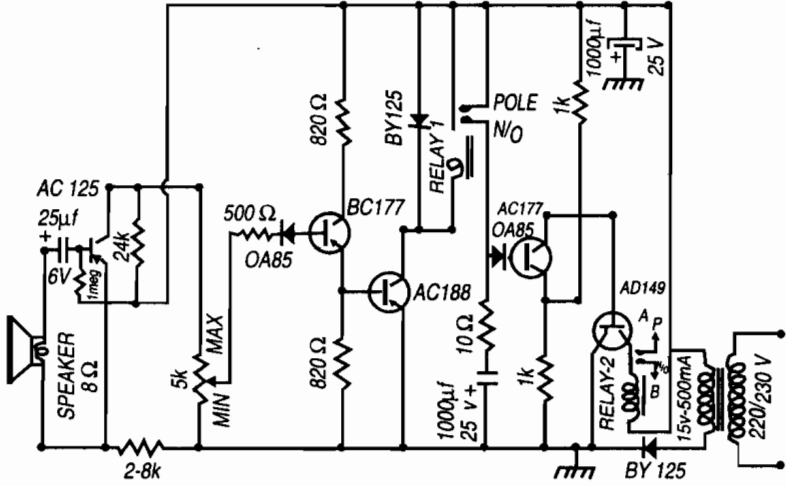 1000µf
25 V
+
1k
POLE
N/O
BY125
RELAY 1
820 Ω
AC 125
25µf
+
6V
1meg
24k
500 Ω
OA85
BC177
AC177
OA85
AC188
AD149
A
P
N/o
B
RELAY-2
SPEAKER
8 Ω
5k
MAX
MIN
820 Ω
10 Ω
1000µf
25 v +
1k
15v-500mA
220/230 V
2-8k
BY 125